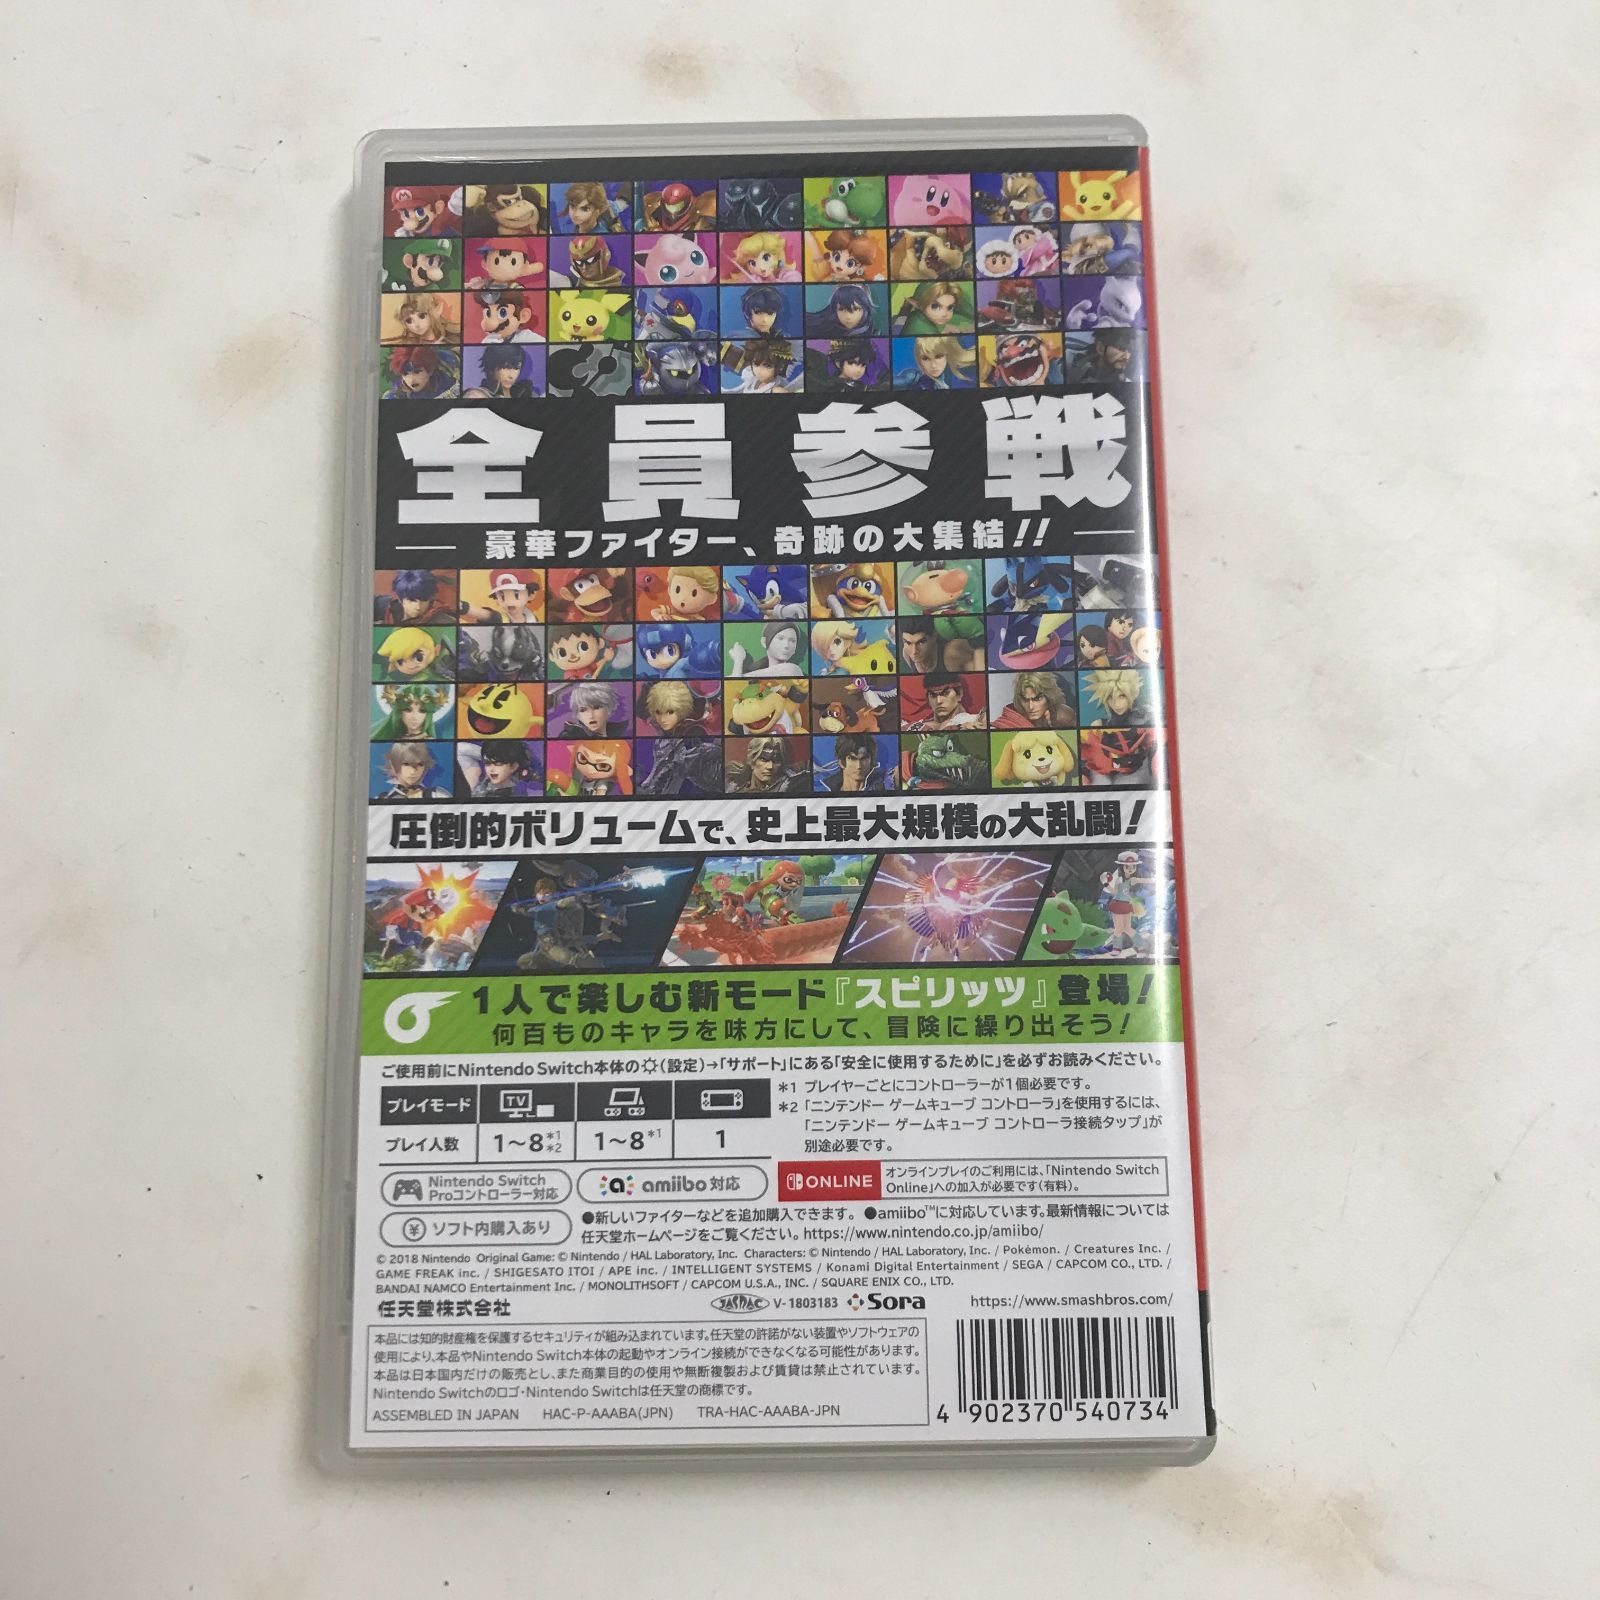 全員参戦
豪華ファイター、奇跡の大集結!!
圧倒的ボリュームで、史上最大規模の大乱闘!
1人で楽しむ新モード『スピリッツ』登場!
何百ものキャラを味方にして、冒険に繰り出そう!
ご使用前にNintendo Switch本体の(設定)→「サポート」にある「安全に使用するために」を必ずお読みください。
プレイモード TV
プレイ人数 1~8 *1 *2 1~8 *1 1
*1 プレイヤーごとにコントローラーが1個必要です。
*2 「ニンテンドー ゲームキューブ コントローラ」を使用するには、
「ニンテンドー ゲームキューブ コントローラ接続タップ」が
別途必要です。
Nintendo Switch
Proコントローラー対応
a amiibo 対応
ONLINE
オンラインプレイのご利用には、「Nintendo Switch
Online」への加入が必要です(有料)。
¥ ソフト内購入あり
●新しいファイターなどを追加購入できます。 ●amiibo™に対応しています。最新情報については
任天堂ホームページをご覧ください。https://www.nintendo.co.jp/amiibo/
© 2018 Nintendo Original Game: © Nintendo / HAL Laboratory, Inc. Characters: © Nintendo / HAL Laboratory, Inc. / Pokémon. / Creatures Inc. /
GAME FREAK inc. / SHIGESATO ITOI / APE inc. / INTELLIGENT SYSTEMS / Konami Digital Entertainment / SEGA / CAPCOM CO., LTD. /
BANDAI NAMCO Entertainment Inc. / MONOLITHSOFT / CAPCOM U.S.A., INC. / SQUARE ENIX CO., LTD.
任天堂株式会社
JASRAC V-1803183 Sora
https://www.smashbros.com/
本品には知的財産権を保護するセキュリティが組み込まれています。任天堂の許諾がない装置やソフトウェアの
使用により、本品やNintendo Switch本体の起動やオンライン接続ができなくなる可能性があります。
本品は日本国内だけの販売とし、また商業目的の使用や無断複製および賃貸は禁止されています。
Nintendo Switchのロゴ・Nintendo Switchは任天堂の商標です。
ASSEMBLED IN JAPAN HAC-P-AAABA(JPN) TRA-HAC-AAABA-JPN
4 902370 540734